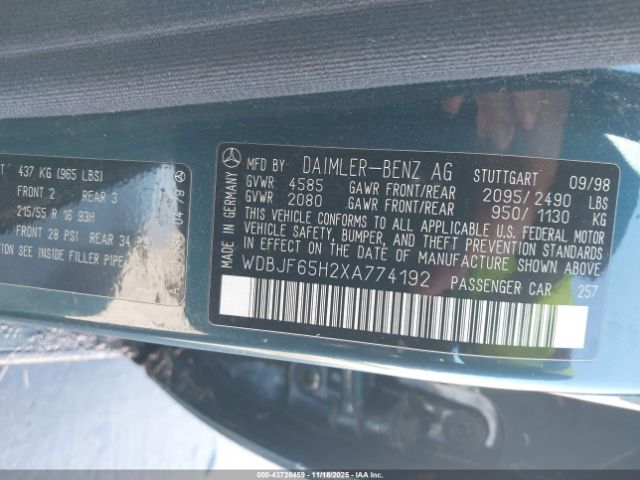 437 KG (965 LBS)
FRONT 2 REAR 3
215/55 R 16 93H
FRONT 28 PSI REAR 34
SEE INSIDE FILLER PIPE
MADE IN GERMANY
MFD BY DAIMLER-BENZ AG STUTTGART 09/98
GVWR 4585 GAWR FRONT/REAR 2095/2490 LBS
GVWR 2080 GAWR FRONT/REAR 950/1130 KG
THIS VEHICLE CONFORMS TO ALL APPLICABLE U.S. FEDERAL MOTOR
VEHICLE SAFETY, BUMPER, AND THEFT PREVENTION STANDARDS
IN EFFECT ON THE DATE OF MANUFACTURE SHOWN ABOVE.
WDBJF65H2XA774192 PASSENGER CAR 257
000-43728459 - 11/18/2025 - IAAI.COM